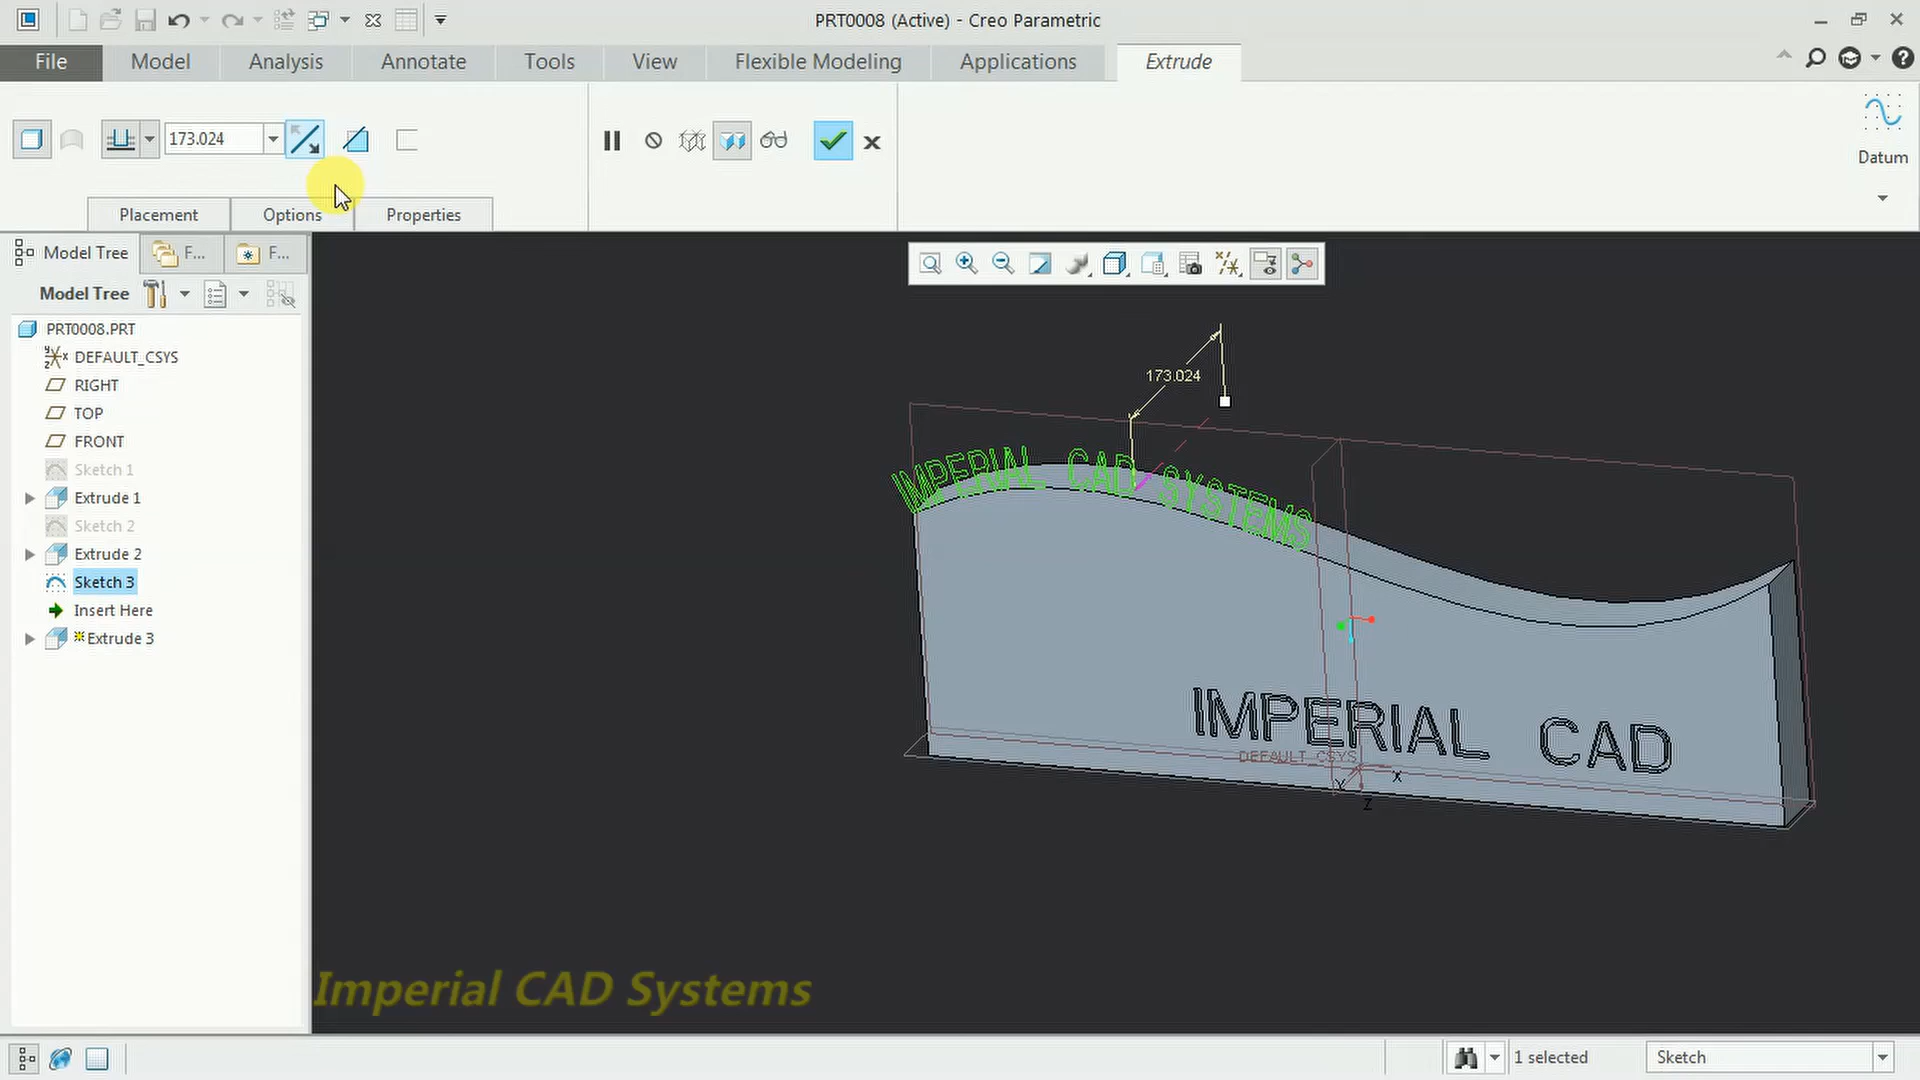 PRT0008 (Active) - Creo Parametric
File Model Analysis Annotate Tools View Flexible Modeling Applications Extrude
173.024
Datum
Placement Options Properties
Model Tree F... F...
Model Tree
PRT0008.PRT
DEFAULT_CSYS
RIGHT
TOP
FRONT
Sketch 1
Extrude 1
Sketch 2
Extrude 2
Sketch 3
Insert Here
Extrude 3
173.024
IMPERIAL CAD SYSTEMS
IMPERIAL CAD
DEFAULT_CSYS
X
Y
Z
Imperial CAD Systems
1 selected
Sketch